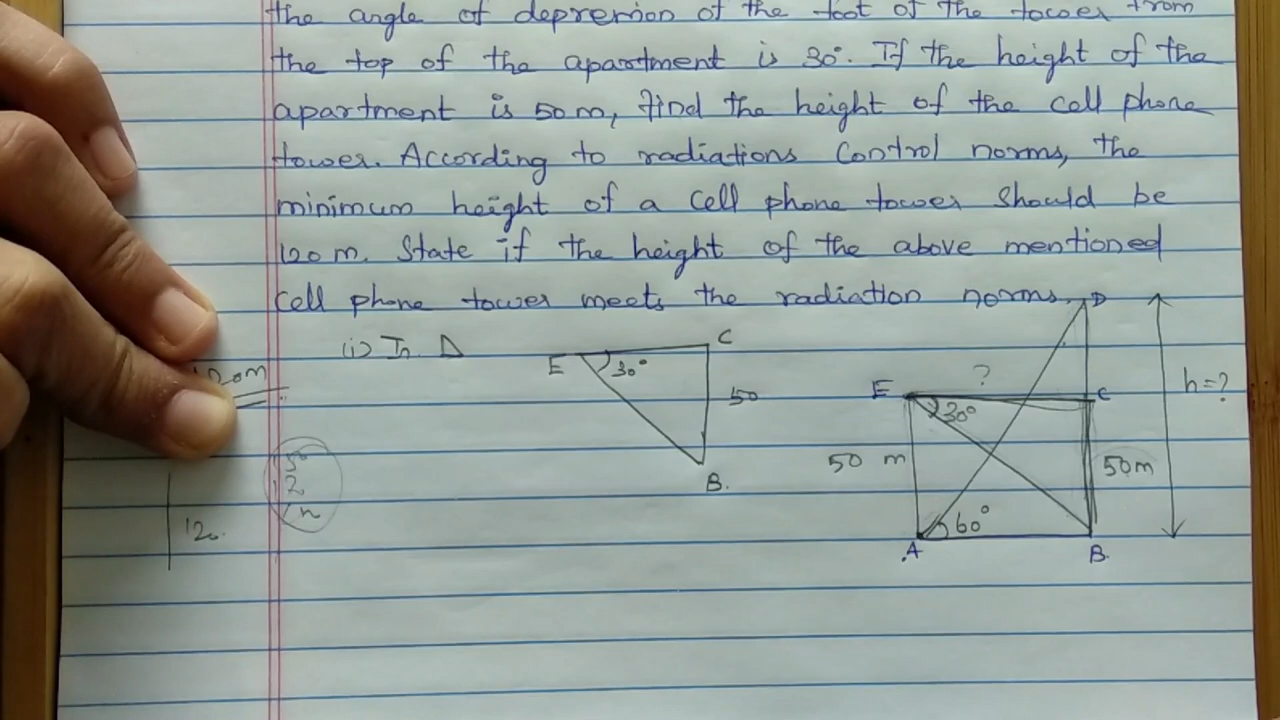 the angle of depression of the foot of the tower from
the top of the apartment is 30°. If the height of the
apartment is 50 m, find the height of the cell phone
tower. According to radiations control norms, the
minimum height of a cell phone tower should be
120 m. State if the height of the above mentioned
cell phone tower meets the radiation norms.
(i) In Δ
E 30° C
50
B.
120m
120.
D
h=?
?
E 30° C
50 m
50m
60°
A B.